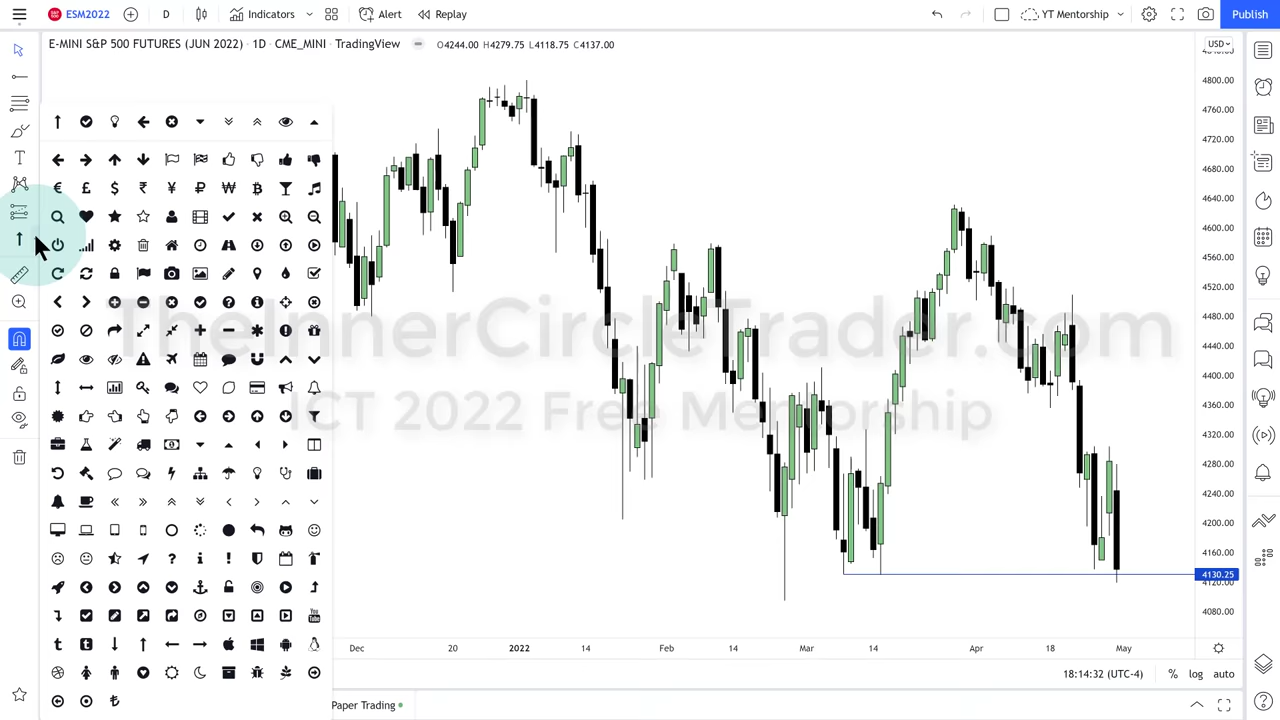 ESM2022
D
Indicators
Alert
Replay
YT Mentorship
Publish
E-MINI S&P 500 FUTURES (JUN 2022) · 1D · CME_MINI · TradingView
O4244.00 H4279.75 L4118.75 C4137.00
USD
4800.00
4760.00
4720.00
4680.00
4640.00
4600.00
4560.00
4520.00
4480.00
4440.00
4400.00
4360.00
4320.00
4280.00
4240.00
4200.00
4160.00
4130.25
4120.00
4080.00
TheInnerCircleTrader.com
ICT 2022 Free Mentorship
Dec 20 2022 14 Feb 14 Mar 14 Apr 18 May
18:14:32 (UTC-4) % log auto
Paper Trading